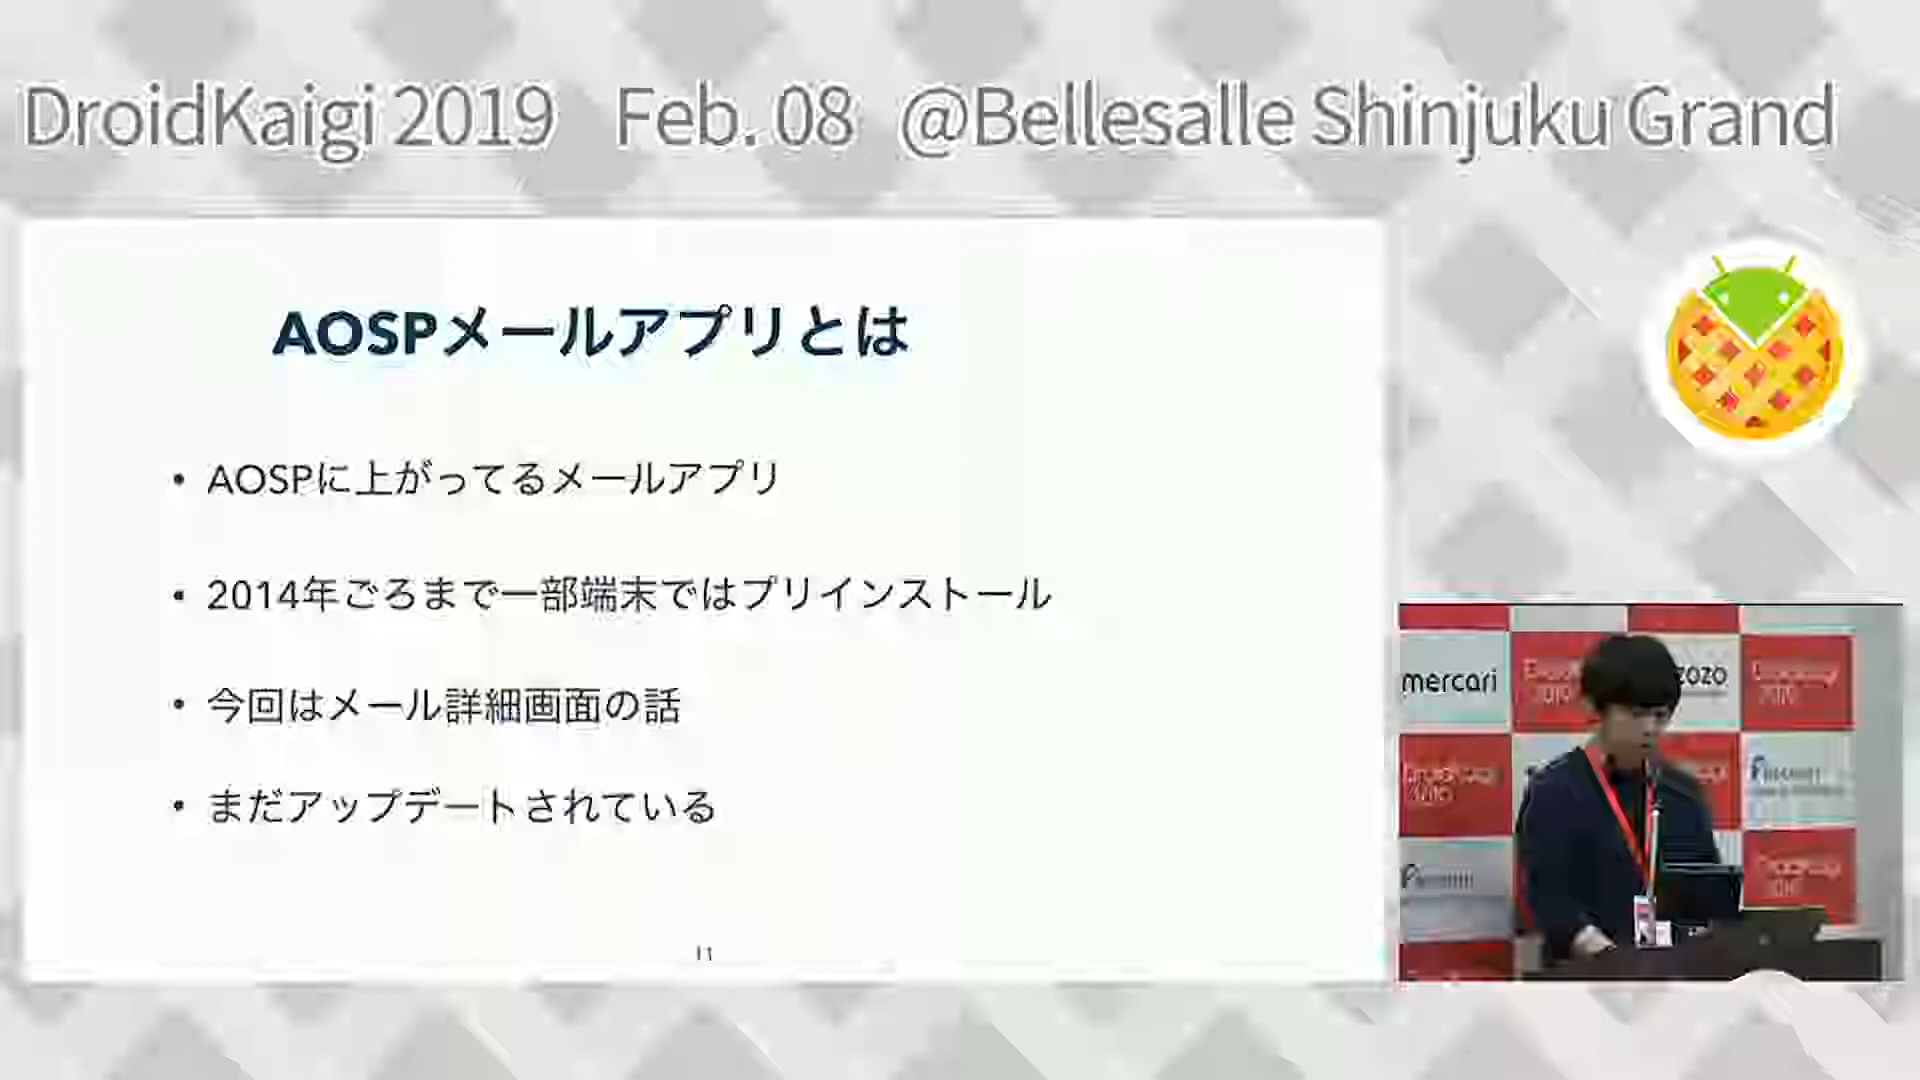 DroidKaigi 2019 Feb. 08 @Bellesalle Shinjuku Grand
AOSPメールアプリとは
• AOSPに上がってるメールアプリ
• 2014年ごろまで一部端末ではプリインストール
• 今回はメール詳細画面の話
• まだアップデートされている
11
mercari
zozo